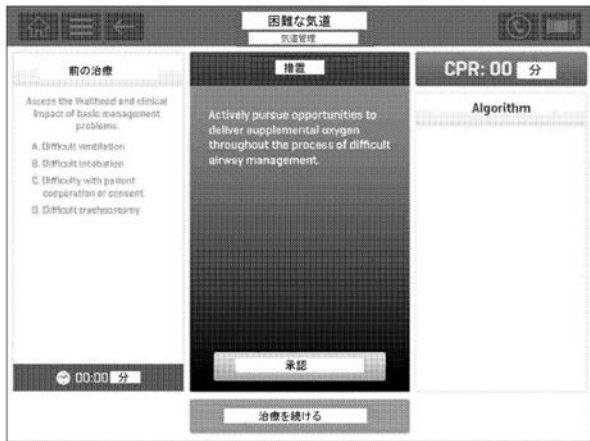 困難な気道
気道管理
前の治療
Assess the likelihood and clinical
impact of basic management
problems.
A. Difficult ventilation
B. Difficult intubation
C. Difficulty with patient
cooperation or consent.
D. Difficult tracheostomy
00:00 分
措置
Actively pursue opportunities to
deliver supplemental oxygen
throughout the process of difficult
airway management.
承認
治療を続ける
CPR: 00 分
Algorithm